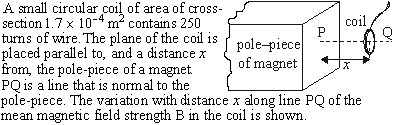 A small circular coil of area of cross-
section 1.7 × 10⁻⁴ m² contains 250
turns of wire. The plane of the coil is
placed parallel to, and a distance x
from, the pole-piece of a magnet.
PQ is a line that is normal to the
pole-piece. The variation with distance x along line PQ of the
mean magnetic field strength B in the coil is shown.
coil
P
Q
pole–piece
of magnet
x